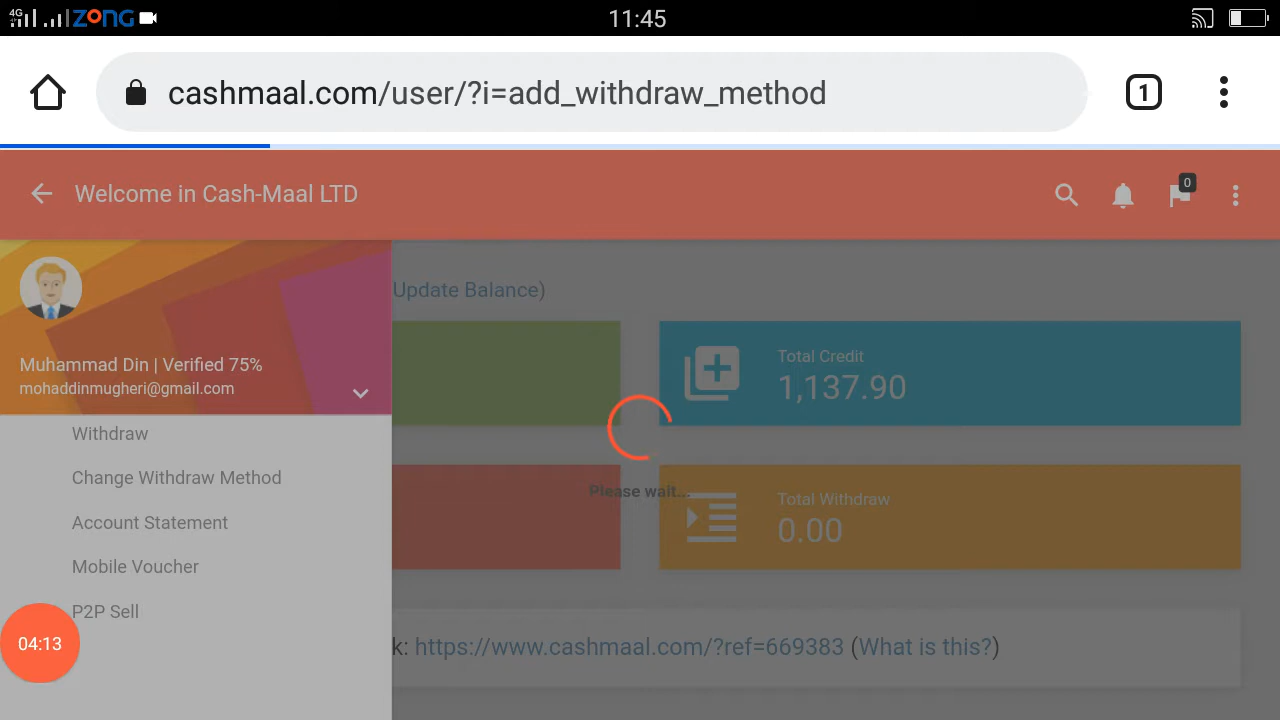 4G ZONG 11:45
cashmaal.com/user/?i=add_withdraw_method 1
Welcome in Cash-Maal LTD 0
Update Balance)
Muhammad Din | Verified 75%
mohaddinmugheri@gmail.com
Total Credit
1,137.90
Withdraw
Change Withdraw Method
Account Statement
Mobile Voucher
P2P Sell
Please wait...
Total Withdraw
0.00
04:13
k: https://www.cashmaal.com/?ref=669383 (What is this?)